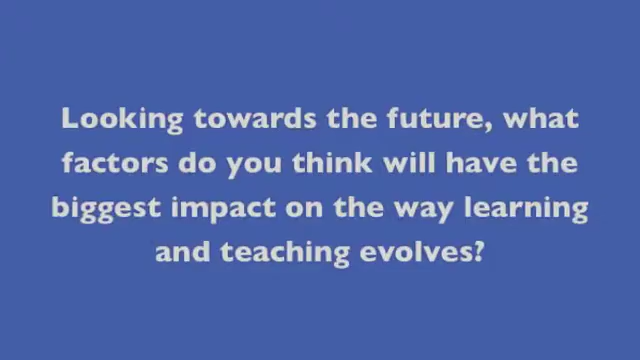 Looking towards the future, what
factors do you think will have the
biggest impact on the way learning
and teaching evolves?